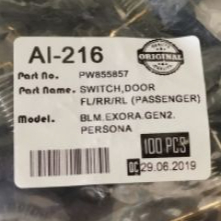 AI-216
ORIGINAL
Part No. PW855857
Part Name. SWITCH,DOOR
FL/RR/RL (PASSENGER)
Model. BLM.EXORA.GEN2.
PERSONA
100 PCS
QC 29.06.2019